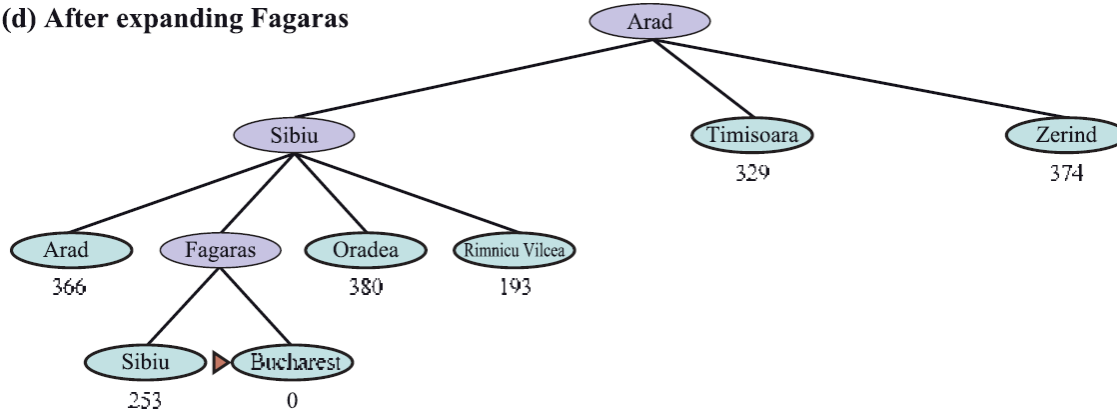 (d) After expanding Fagaras
Arad
Sibiu
Timisoara
Zerind
329
374
Arad
Fagaras
Oradea
Rimnicu Vilcea
366
380
193
Sibiu
Bucharest
253
0